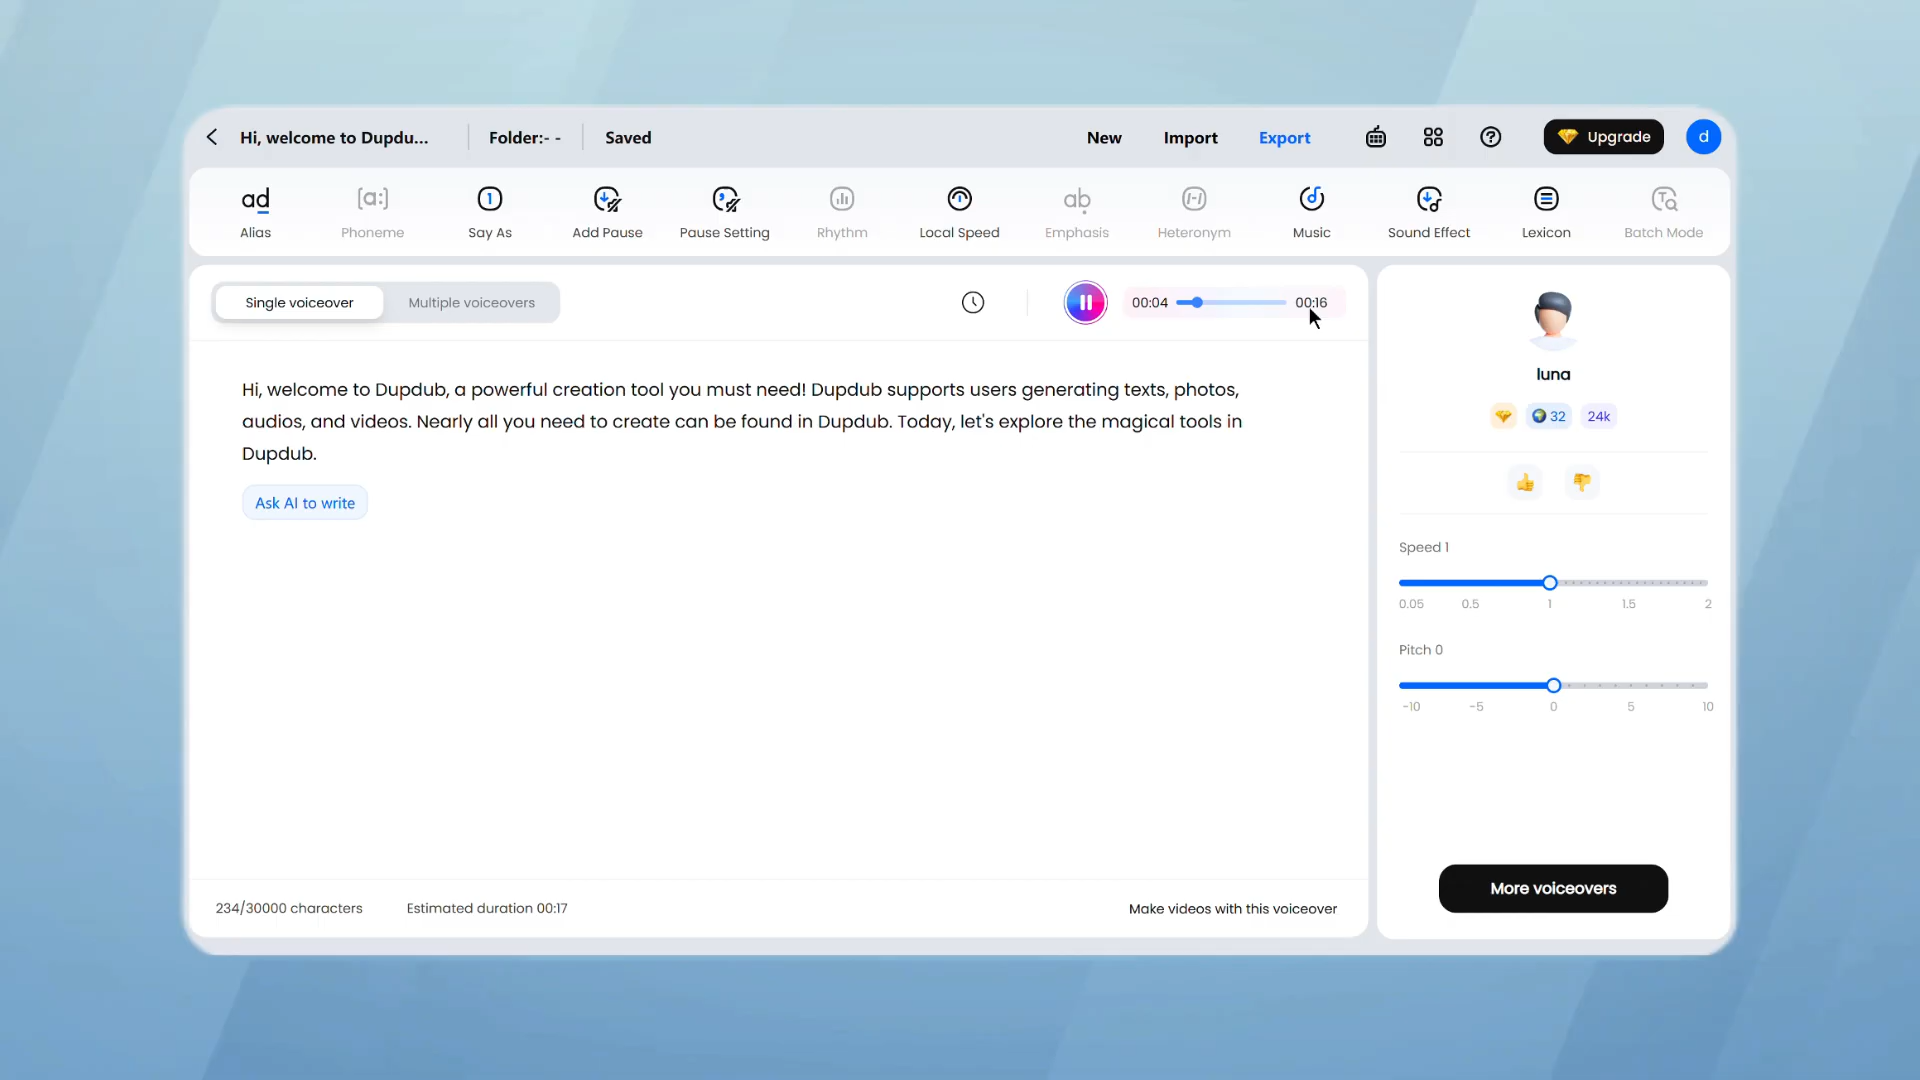 Hi, welcome to Dupdu...
Folder:- -
Saved
New
Import
Export
Upgrade
d
ad
Alias
[a:]
Phoneme
1
Say As
Add Pause
Pause Setting
Rhythm
Local Speed
ab
Emphasis
Heteronym
Music
Sound Effect
Lexicon
Batch Mode
Single voiceover
Multiple voiceovers
00:04
00:16
Hi, welcome to Dupdub, a powerful creation tool you must need! Dupdub supports users generating texts, photos,
audios, and videos. Nearly all you need to create can be found in Dupdub. Today, let's explore the magical tools in
Dupdub.
Ask AI to write
234/30000 characters
Estimated duration 00:17
Make videos with this voiceover
luna
32
24k
Speed 1
0.05 0.5 1 1.5 2
Pitch 0
-10 -5 0 5 10
More voiceovers